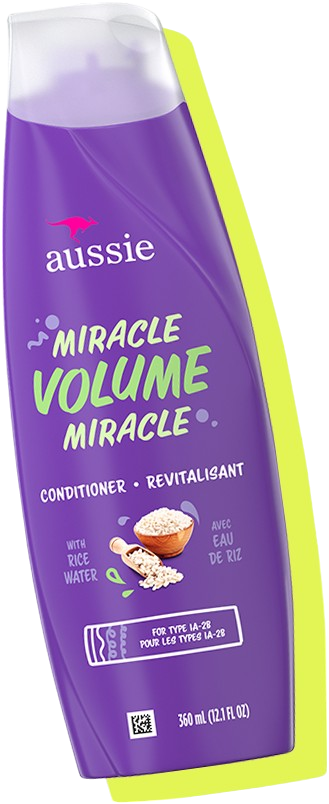 aussie
MIRACLE
VOLUME
MIRACLE
CONDITIONER • REVITALISANT
WITH
RICE
WATER
AVEC
EAU
DE RIZ
FOR TYPE 1A-2B
POUR LES TYPES 1A-2B
360 mL (12.1 FL OZ)